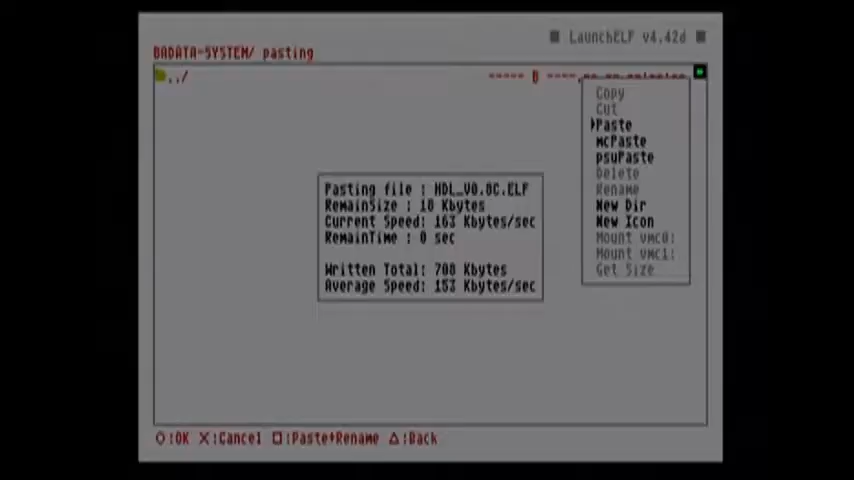 LaunchELF v4.42d
BADATA-SYSTEM/ pasting
../
Copy
Cut
Paste
mcPaste
psuPaste
Delete
Rename
New Dir
New Icon
Mount vmc0:
Mount vmc1:
Get Size
Pasting file : HDL_V0.8C.ELF
RemainSize : 10 Kbytes
Current Speed: 163 Kbytes/sec
RemainTime : 0 sec
Written Total: 708 Kbytes
Average Speed: 153 Kbytes/sec
○:OK X:Cancel □:Paste+Rename △:Back